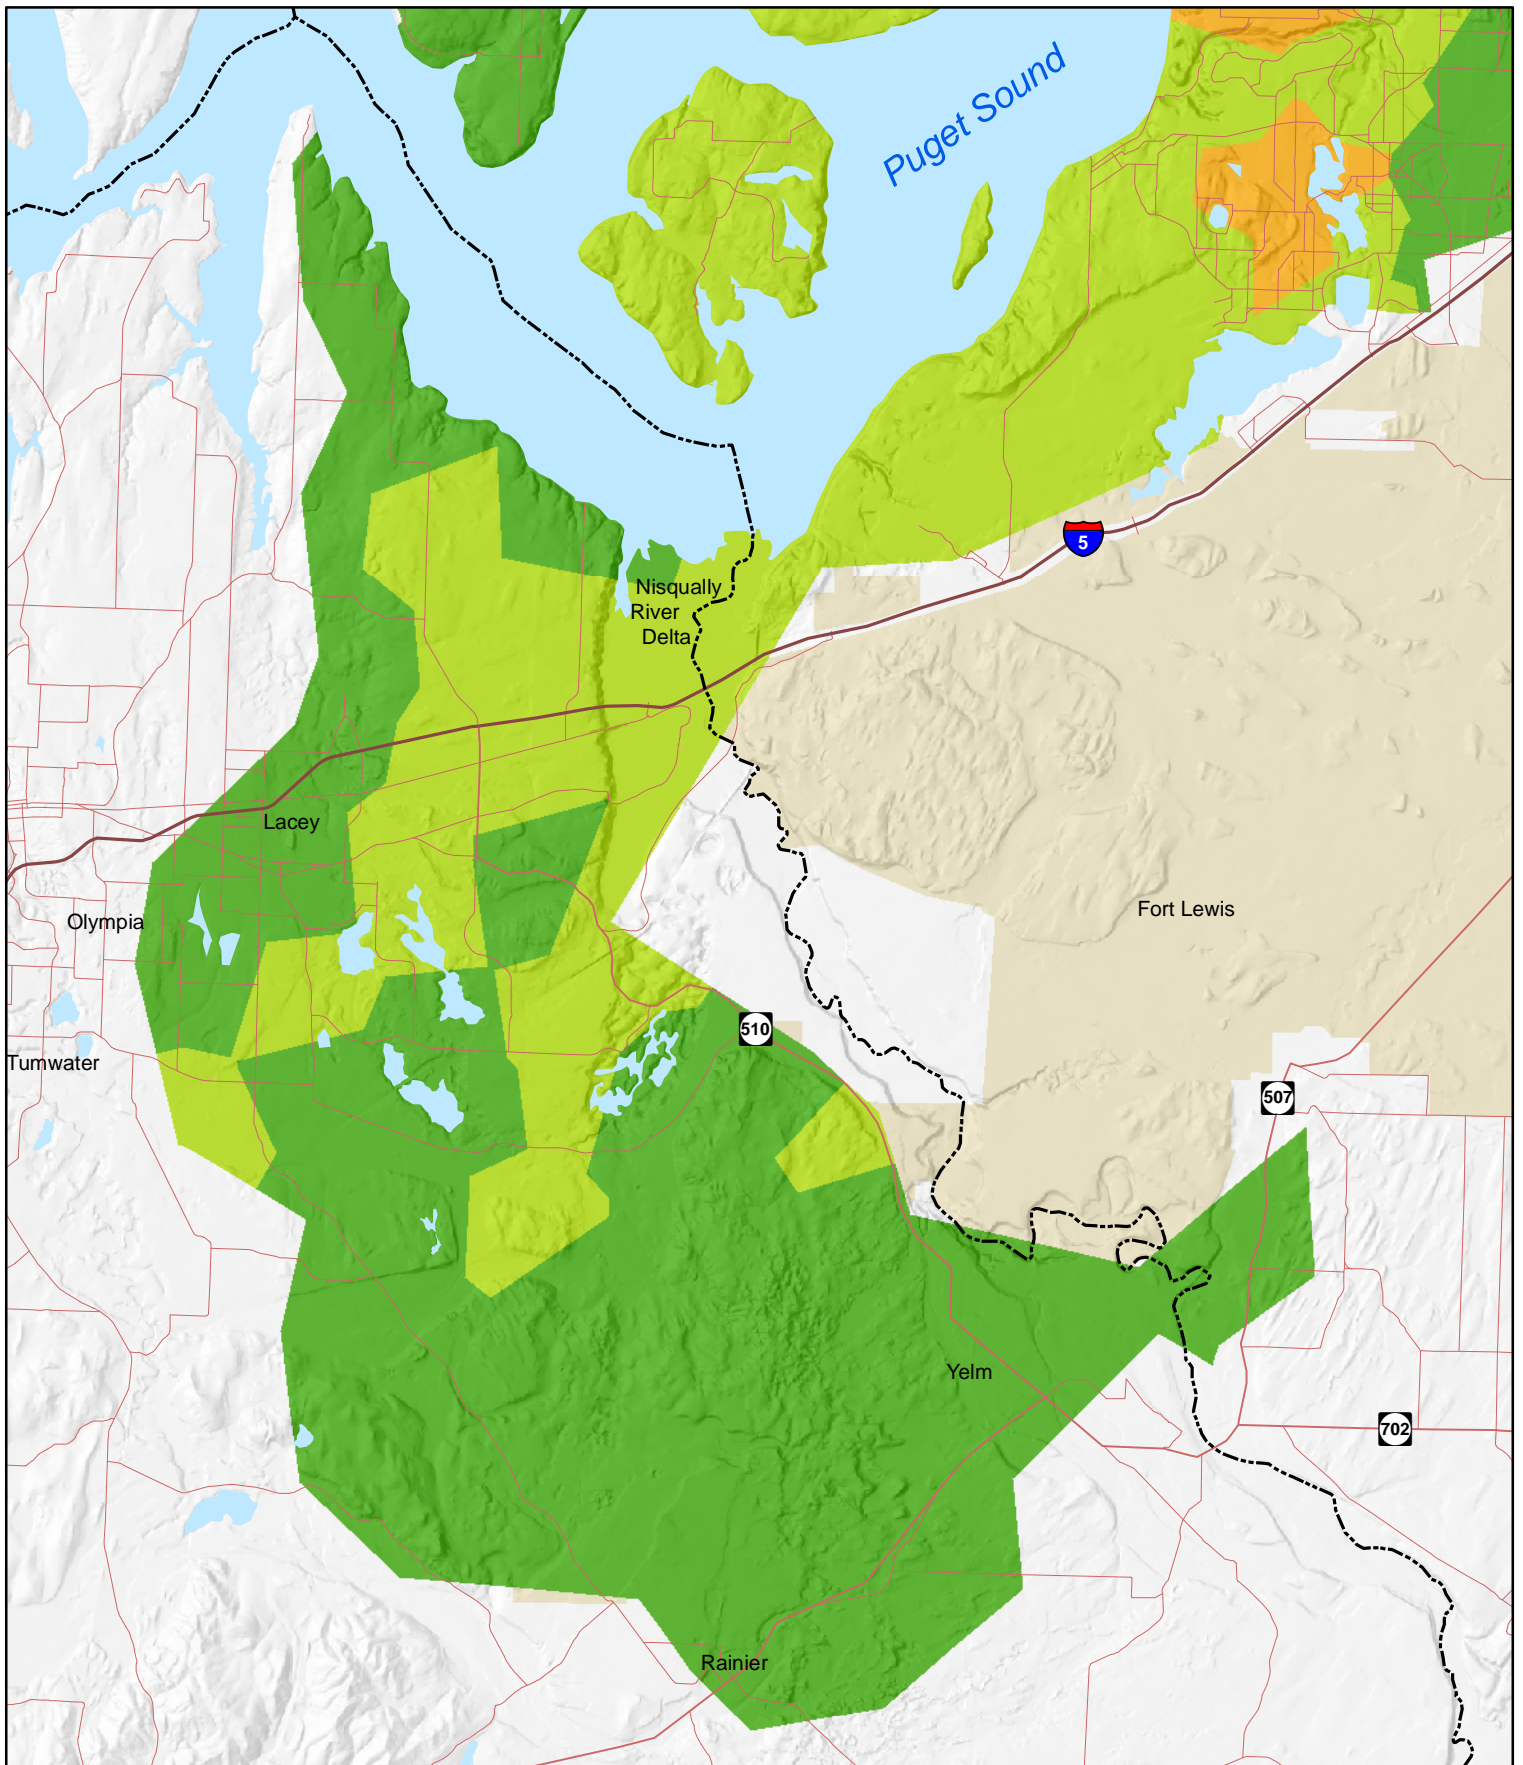 Puget Sound
5
Nisqually
River
Delta
Lacey
Fort Lewis
Olympia
510
Tumwater
507
Yelm
702
Rainier